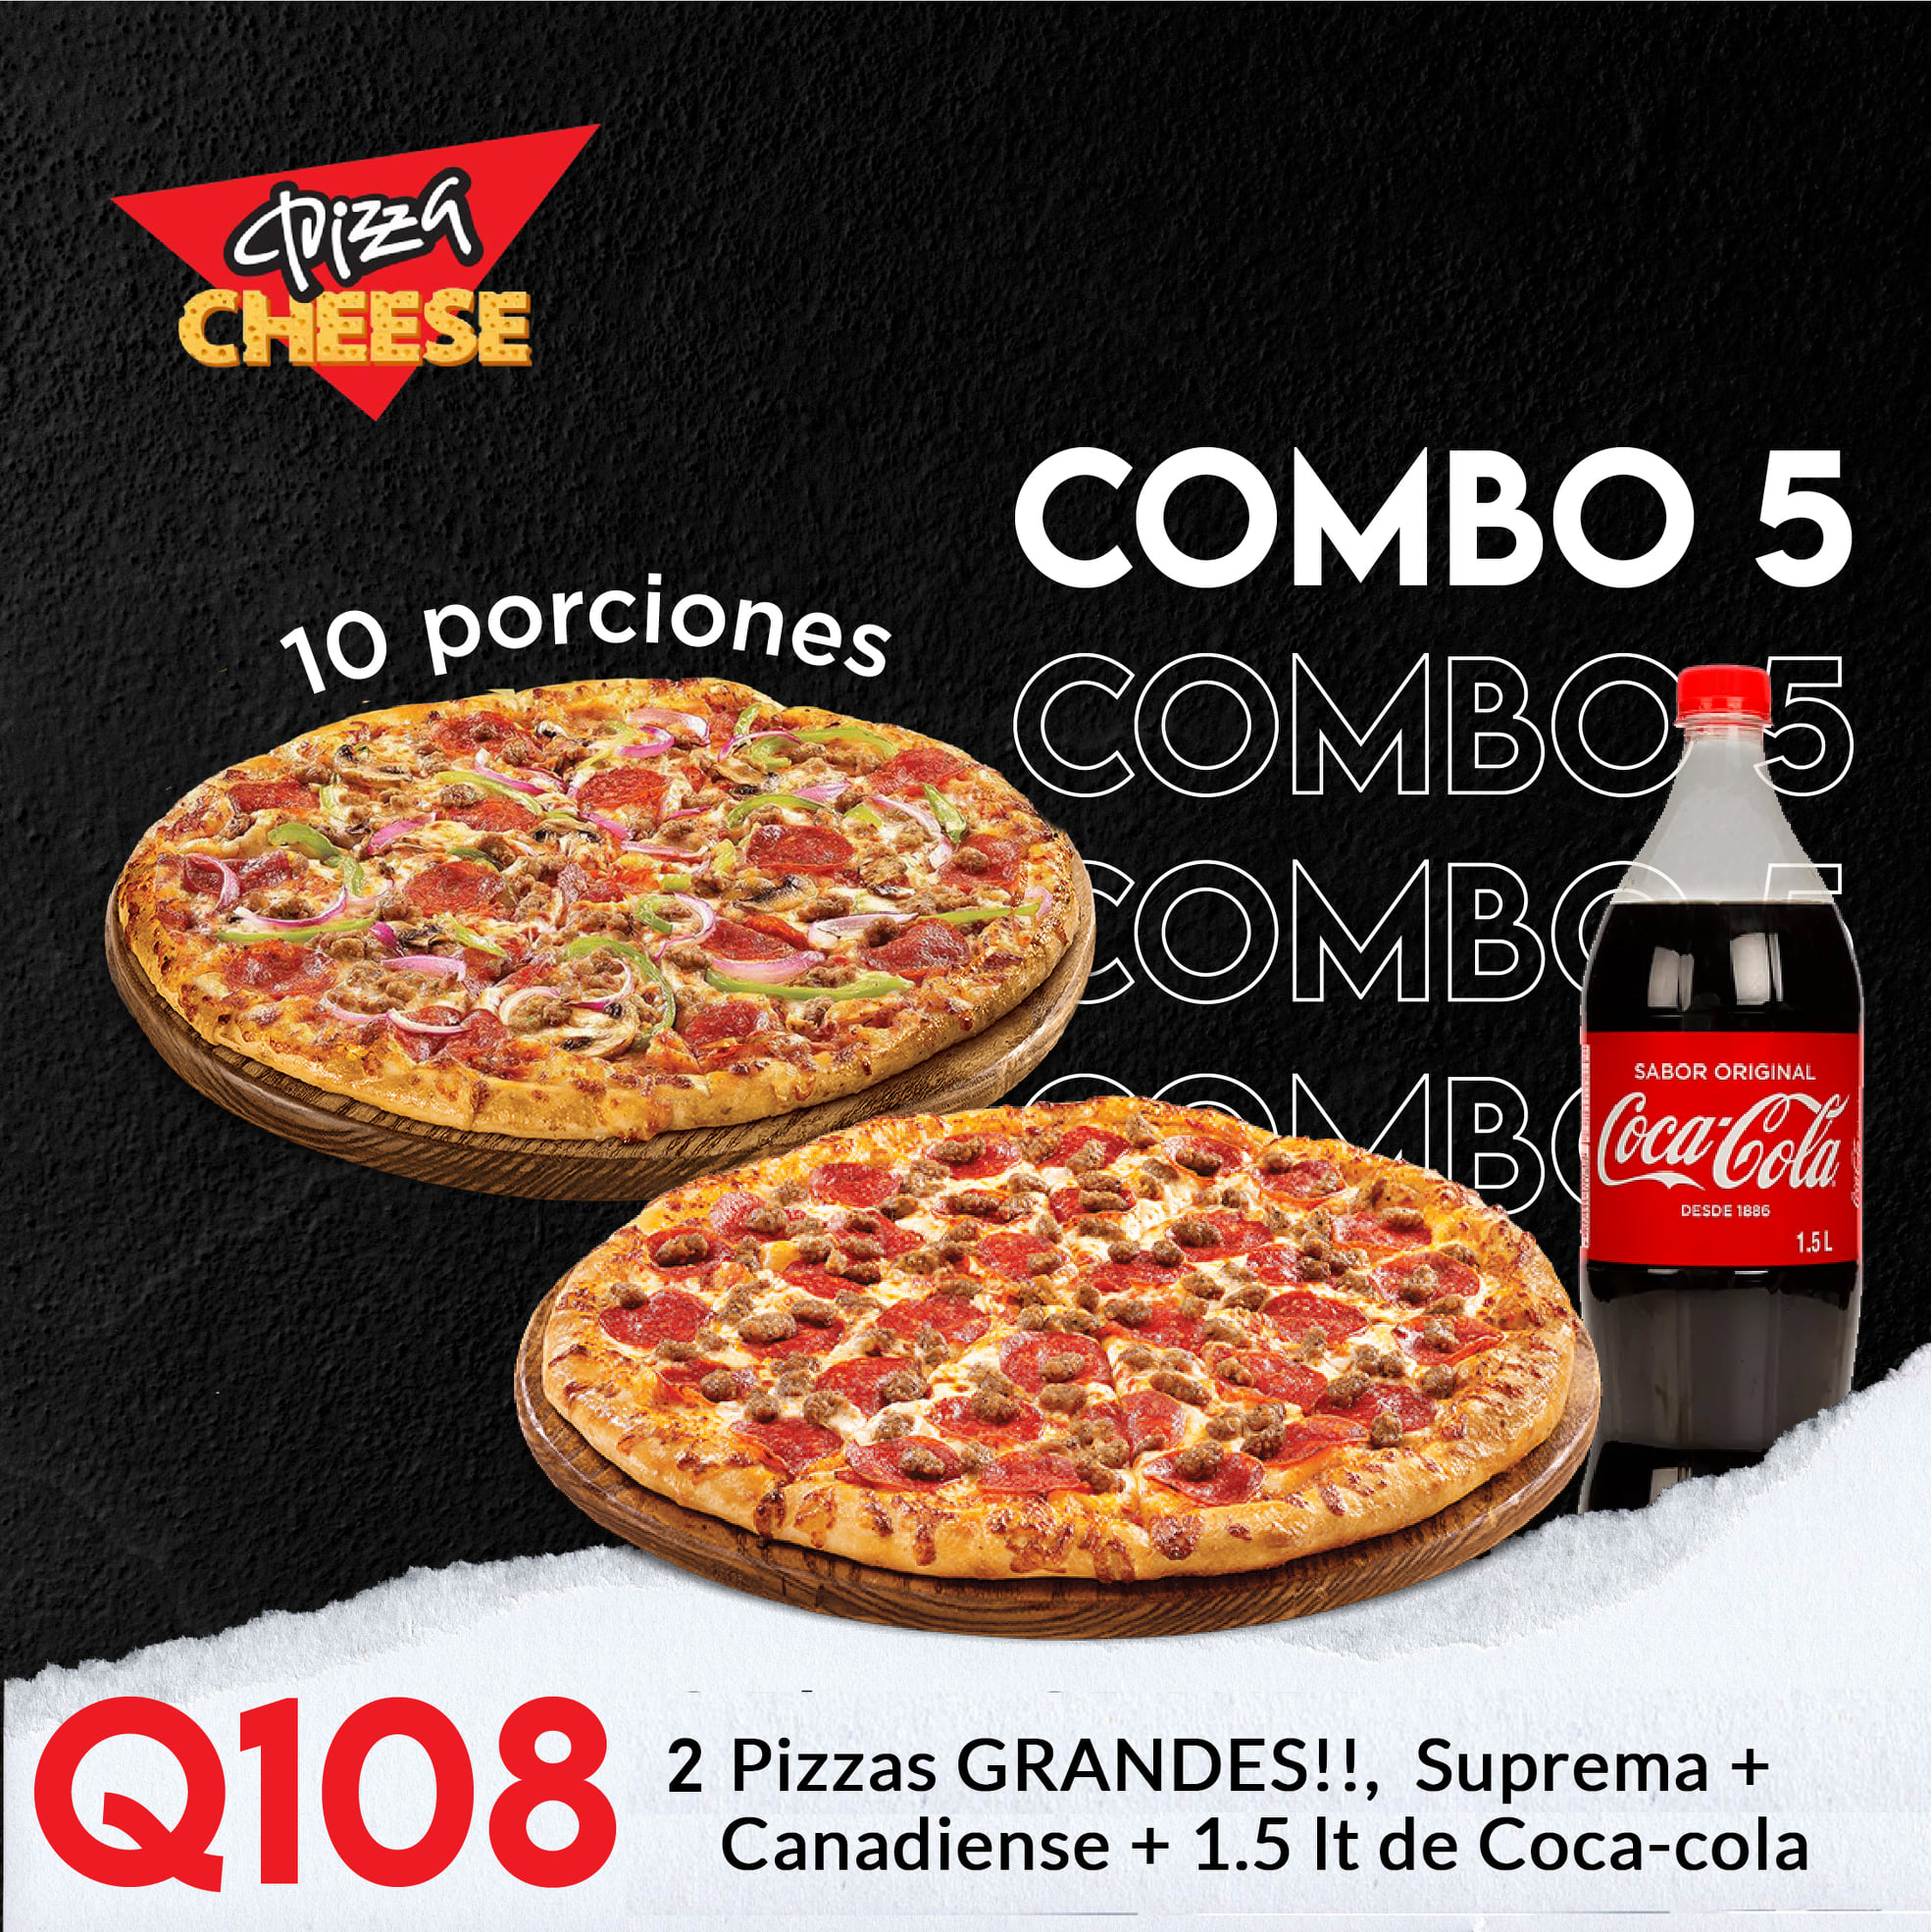 Pizza
CHEESE
COMBO 5
10 porciones
COMBO 5
COMBO 5
COMBO
SABOR ORIGINAL
Coca-Cola
DESDE 1886
1.5 L
Q108
2 Pizzas GRANDES!!, Suprema +
Canadiense + 1.5 lt de Coca-cola